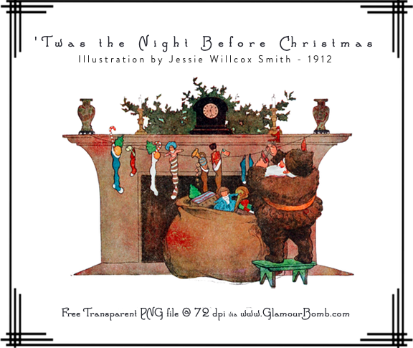 'Twas the Night Before Christmas
Illustration by Jessie Willcox Smith - 1912
Free Transparent PNG file @ 72 dpi via www.GlamourBomb.com